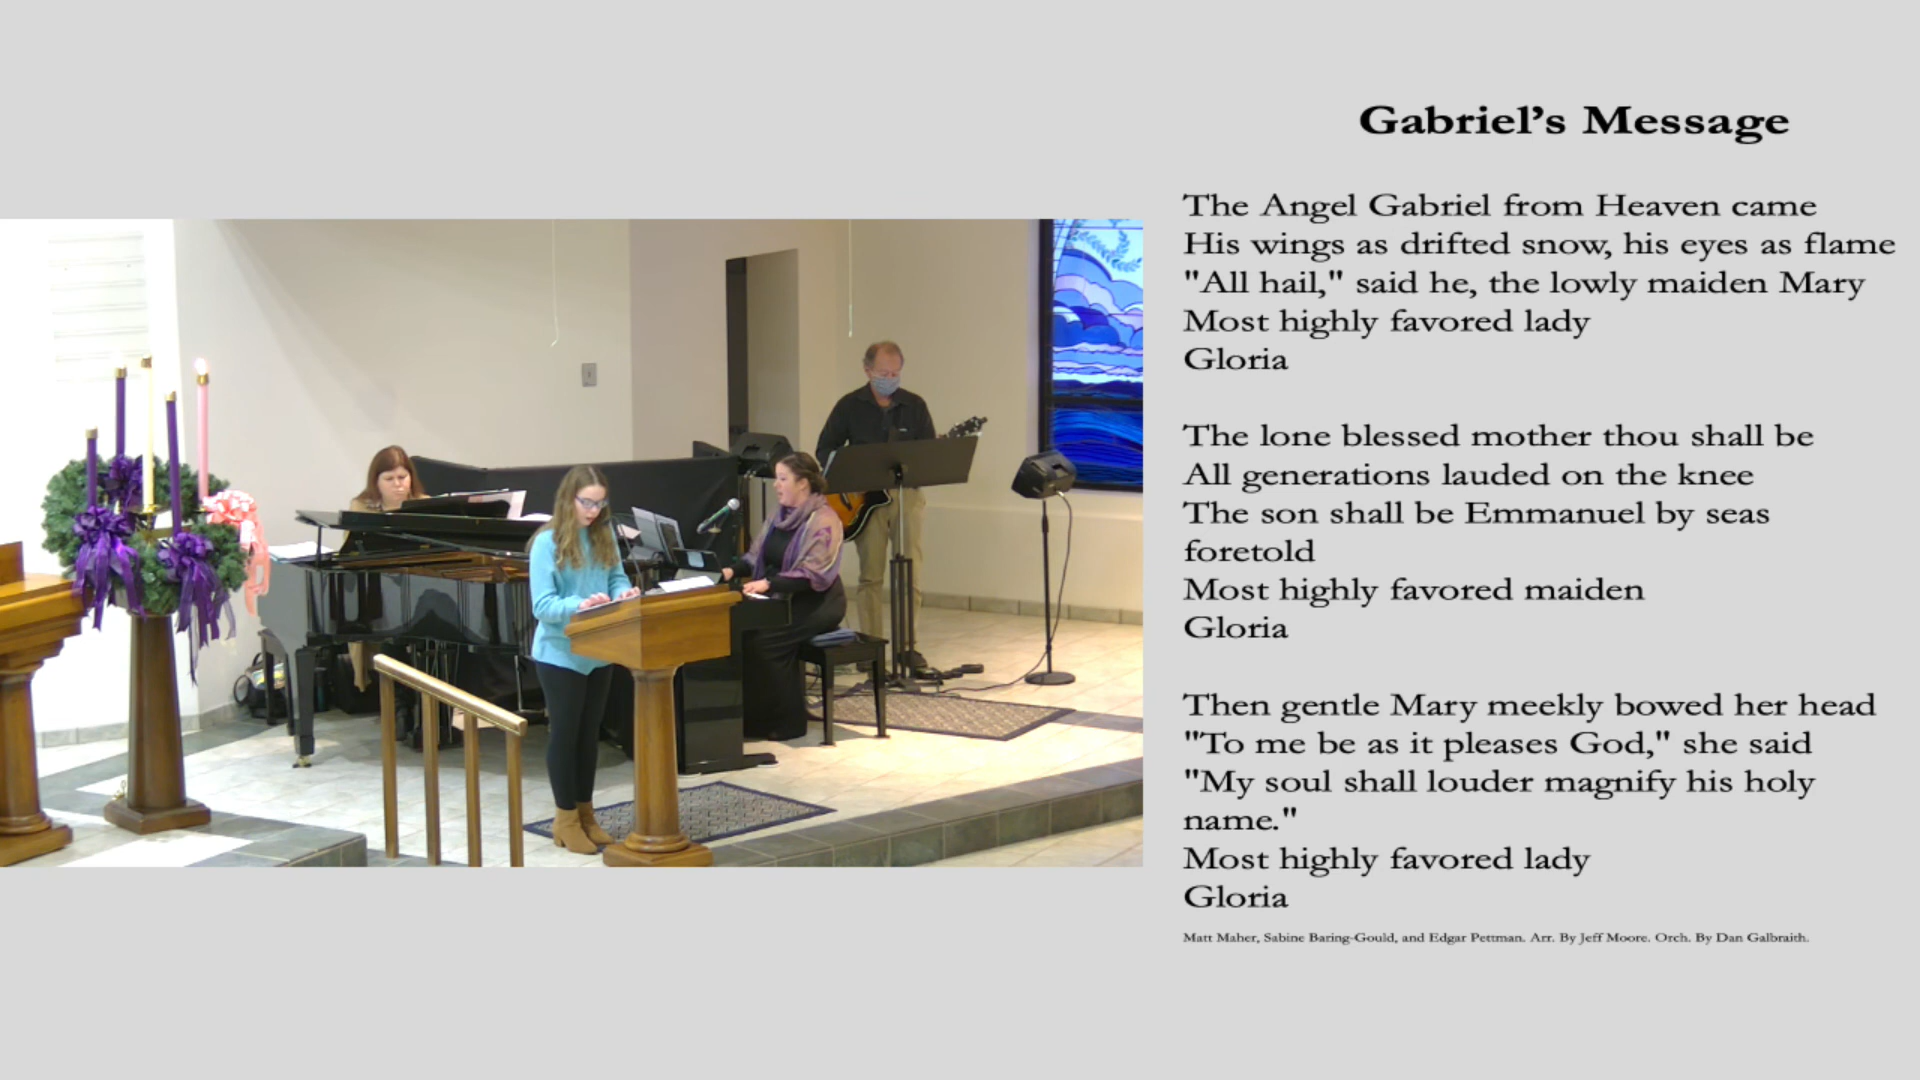 Gabriel’s Message
The Angel Gabriel from Heaven came
His wings as drifted snow, his eyes as flame
"All hail," said he, the lowly maiden Mary
Most highly favored lady
Gloria
The lone blessed mother thou shall be
All generations lauded on the knee
The son shall be Emmanuel by seas
foretold
Most highly favored maiden
Gloria
Then gentle Mary meekly bowed her head
"To me be as it pleases God," she said
"My soul shall louder magnify his holy
name."
Most highly favored lady
Gloria
Matt Maher, Sabine Baring-Gould, and Edgar Pettman. Arr. By Jeff Moore. Orch. By Dan Galbraith.